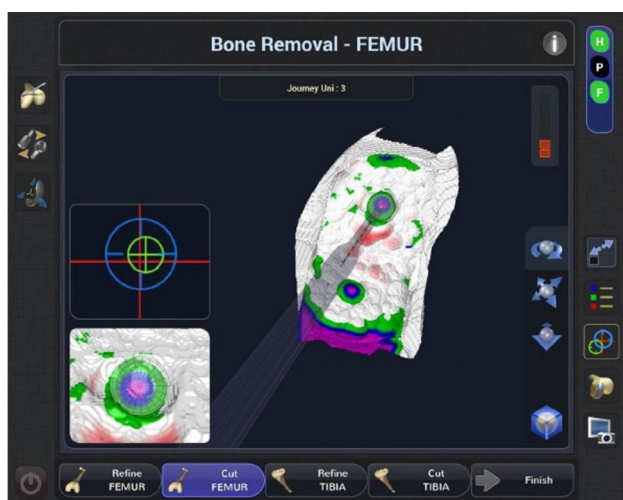 Bone Removal - FEMUR
i
H
P
F
Journey Uni : 3
Refine
FEMUR
Cut
FEMUR
Refine
TIBIA
Cut
TIBIA
Finish